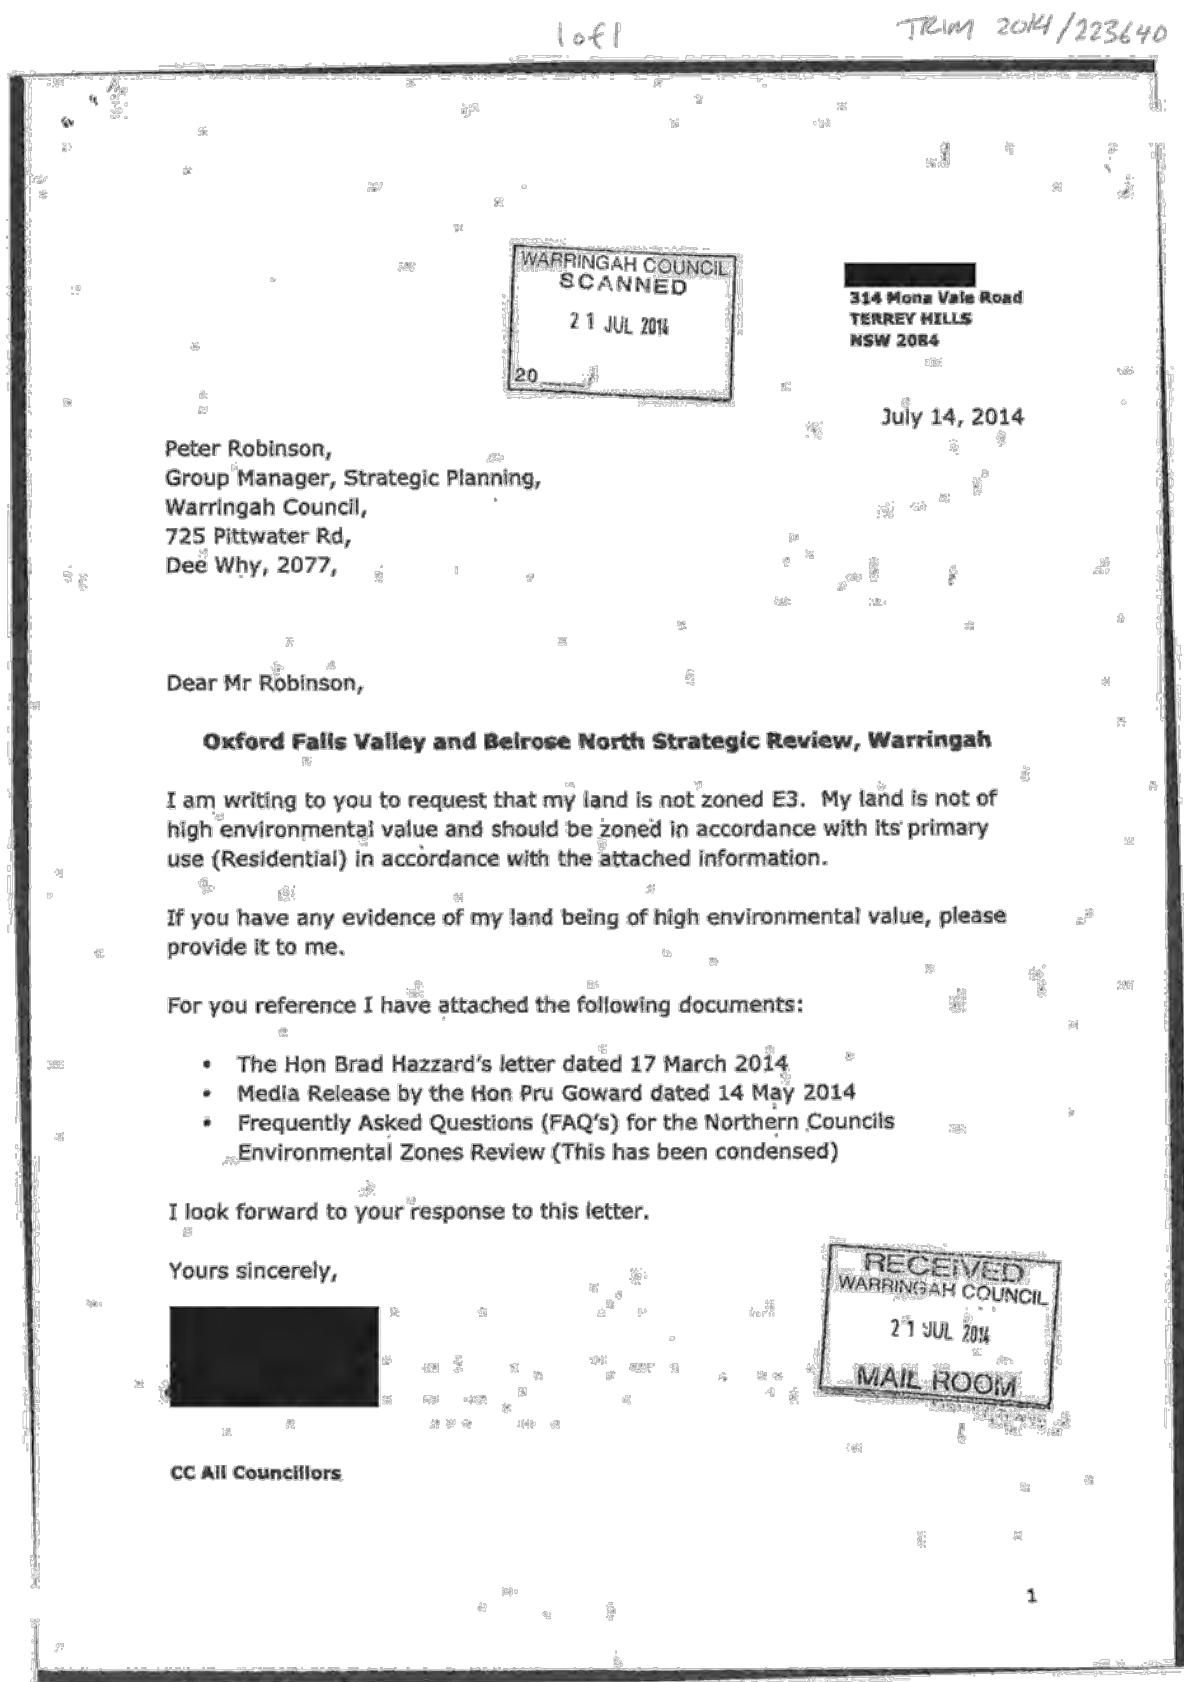 1 of 1
TRIM 2014/223640
WARRINGAH COUNCIL
SCANNED
21 JUL 2014
20
314 Mona Vale Road
TERREY HILLS
NSW 2084
July 14, 2014
Peter Robinson,
Group Manager, Strategic Planning,
Warringah Council,
725 Pittwater Rd,
Dee Why, 2077,
Dear Mr Robinson,
Oxford Falls Valley and Belrose North Strategic Review, Warringah
I am writing to you to request that my land is not zoned E3. My land is not of
high environmental value and should be zoned in accordance with its primary
use (Residential) in accordance with the attached information.
If you have any evidence of my land being of high environmental value, please
provide it to me.
For you reference I have attached the following documents:
• The Hon Brad Hazzard's letter dated 17 March 2014
• Media Release by the Hon Pru Goward dated 14 May 2014
• Frequently Asked Questions (FAQ's) for the Northern Councils
Environmental Zones Review (This has been condensed)
I look forward to your response to this letter.
Yours sincerely,
RECEIVED
WARRINGAH COUNCIL
21 JUL 2014
MAIL ROOM
CC All Councillors
1